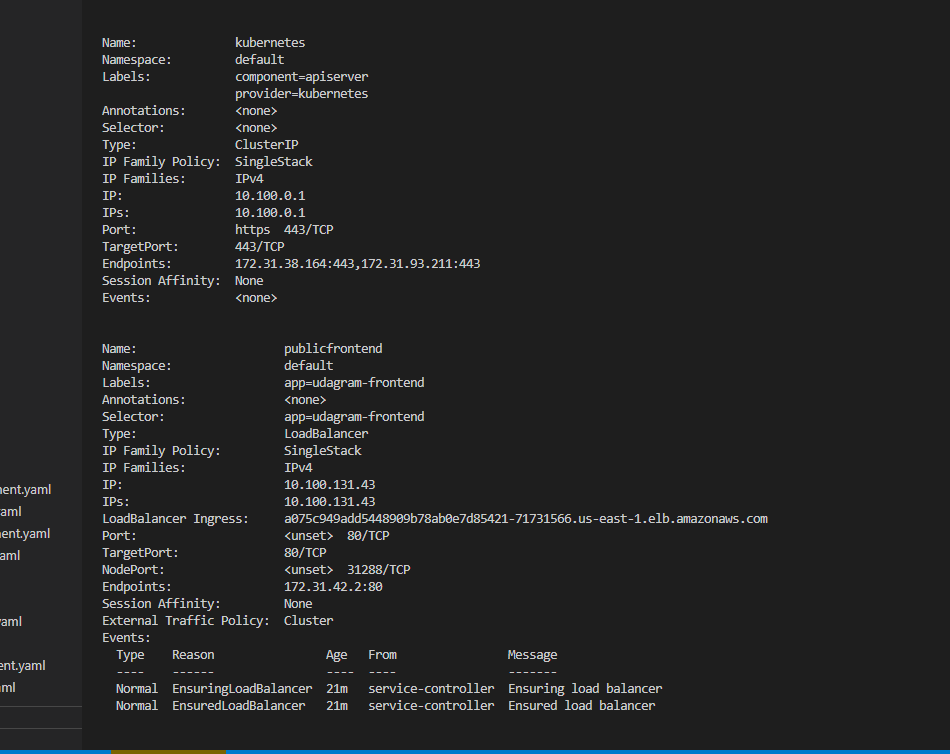 Name: kubernetes
Namespace: default
Labels: component=apiserver
provider=kubernetes
Annotations: <none>
Selector: <none>
Type: ClusterIP
IP Family Policy: SingleStack
IP Families: IPv4
IP: 10.100.0.1
IPs: 10.100.0.1
Port: https 443/TCP
TargetPort: 443/TCP
Endpoints: 172.31.38.164:443,172.31.93.211:443
Session Affinity: None
Events: <none>
Name: publicfrontend
Namespace: default
Labels: app=udagram-frontend
Annotations: <none>
Selector: app=udagram-frontend
Type: LoadBalancer
IP Family Policy: SingleStack
IP Families: IPv4
IP: 10.100.131.43
IPs: 10.100.131.43
LoadBalancer Ingress: a075c949add5448909b78ab0e7d85421-71731566.us-east-1.elb.amazonaws.com
Port: <unset> 80/TCP
TargetPort: 80/TCP
NodePort: <unset> 31288/TCP
Endpoints: 172.31.42.2:80
Session Affinity: None
External Traffic Policy: Cluster
Events:
Type Reason Age From Message
---- ------ ---- ---- -------
Normal EnsuringLoadBalancer 21m service-controller Ensuring load balancer
Normal EnsuredLoadBalancer 21m service-controller Ensured load balancer
ent.yaml
aml
ent.yaml
aml
aml
ent.yaml
ml